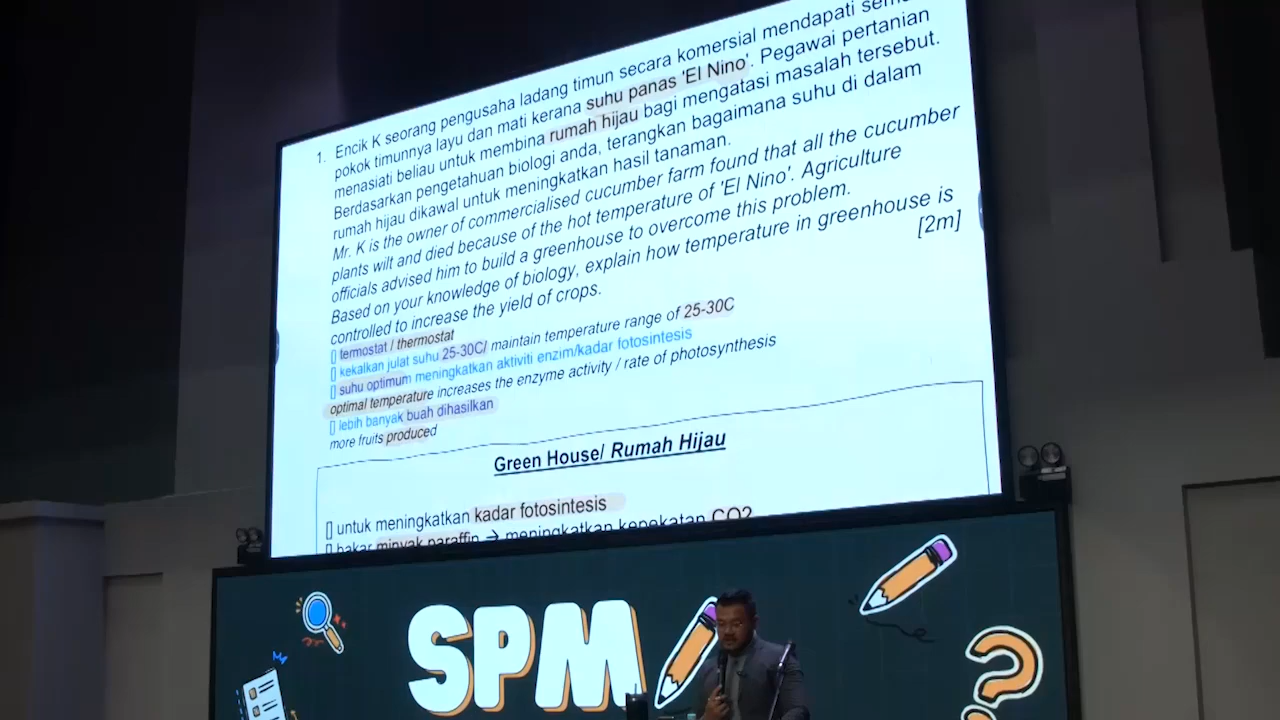 1. Encik K seorang pengusaha ladang timun secara komersial mendapati
pokok timunnya layu dan mati kerana suhu panas 'El Nino'. Pegawai pertanian
menasiati beliau untuk membina rumah hijau bagi mengatasi masalah tersebut.
Berdasarkan pengetahuan biologi anda, terangkan bagaimana suhu di dalam
rumah hijau dikawal untuk meningkatkan hasil tanaman.
Mr. K is the owner of commercialised cucumber farm found that all the cucumber
plants wilt and died because of the hot temperature of 'El Nino'. Agriculture
officials advised him to build a greenhouse to overcome this problem.
Based on your knowledge of biology, explain how temperature in greenhouse is
controlled to increase the yield of crops.
[2m]
▯ termostat / thermostat
▯ kekalkan julat suhu 25-30C/ maintain temperature range of 25-30C
▯ suhu optimum meningkatkan aktiviti enzim/kadar fotosintesis
optimal temperature increases the enzyme activity / rate of photosynthesis
▯ lebih banyak buah dihasilkan
more fruits produced
Green House/ Rumah Hijau
▯ untuk meningkatkan kadar fotosintesis
▯ bakar minyak paraffin → meningkatkan kepekatan CO2
SPM
?